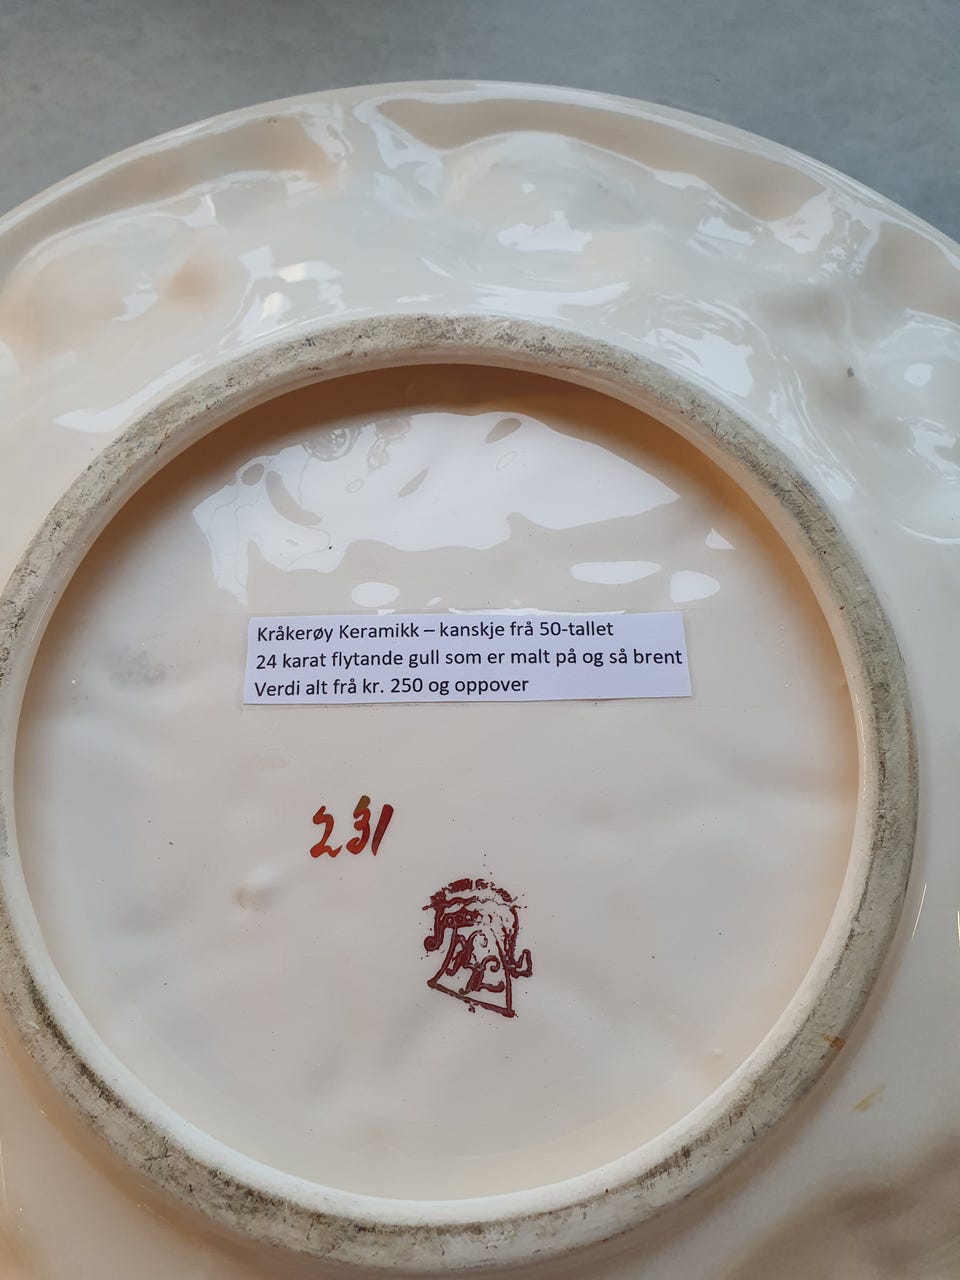 Kråkerøy Keramikk – kanskje frå 50-tallet
24 karat flytande gull som er malt på og så brent
Verdi alt frå kr. 250 og oppover
231